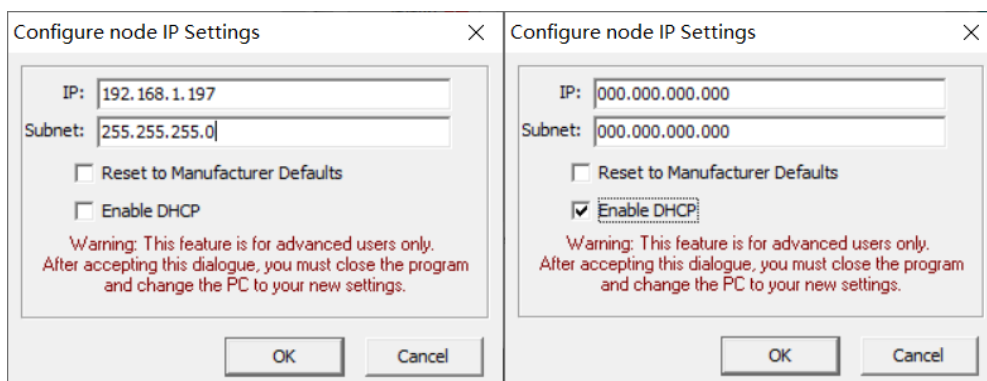 Configure node IP Settings
IP: 192.168.1.197
Subnet: 255.255.255.0
Reset to Manufacturer Defaults
Enable DHCP
Warning: This feature is for advanced users only.
After accepting this dialogue, you must close the program
and change the PC to your new settings.
OK Cancel
Configure node IP Settings
IP: 000.000.000.000
Subnet: 000.000.000.000
Reset to Manufacturer Defaults
Enable DHCP
Warning: This feature is for advanced users only.
After accepting this dialogue, you must close the program
and change the PC to your new settings.
OK Cancel